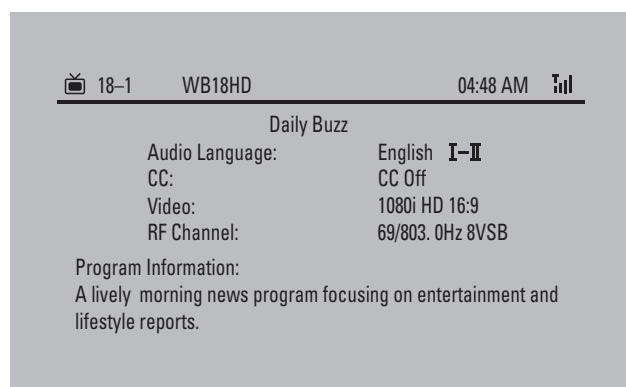 18–1 WB18HD 04:48 AM
Daily Buzz
Audio Language: English I–II
CC: CC Off
Video: 1080i HD 16:9
RF Channel: 69/803. 0Hz 8VSB
Program Information:
A lively morning news program focusing on entertainment and
lifestyle reports.